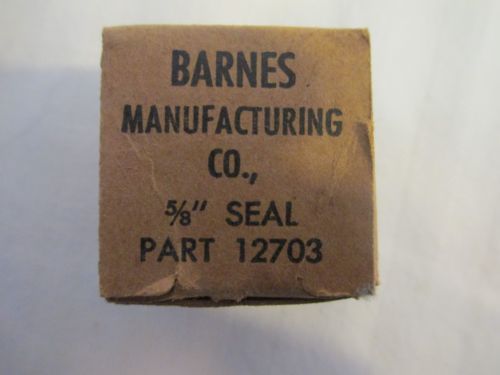 BARNES
MANUFACTURING
CO.,
5/8" SEAL
PART 12703